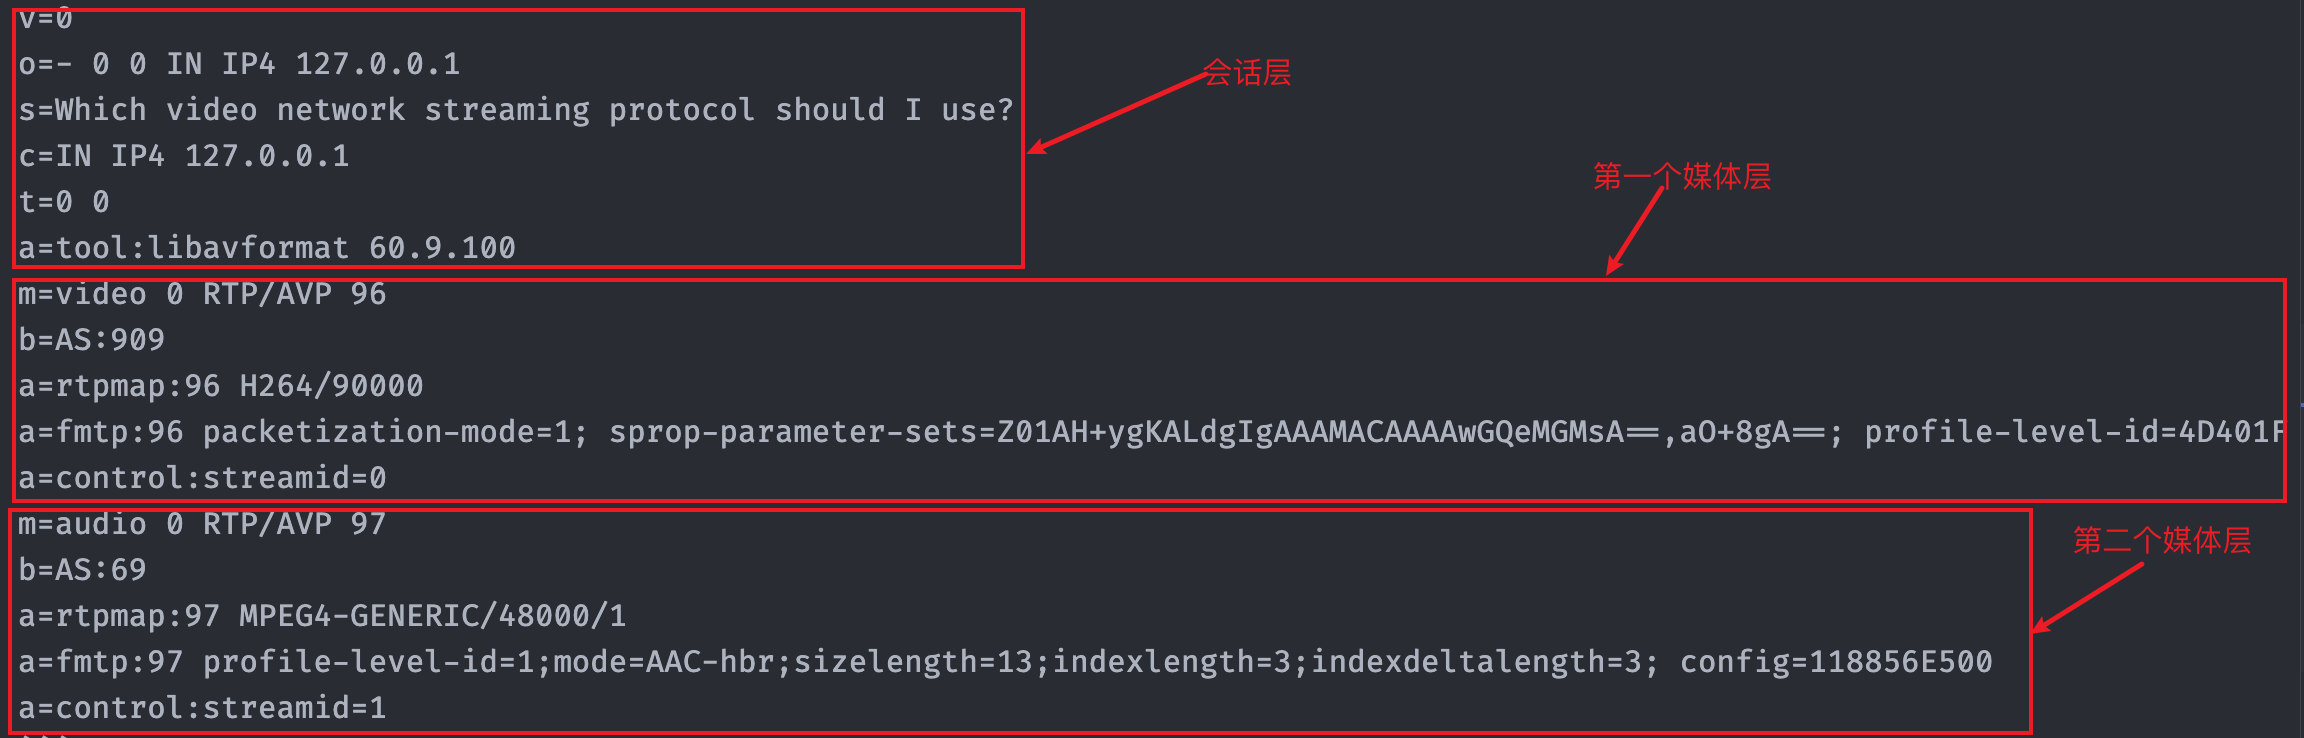 v=0
o=- 0 0 IN IP4 127.0.0.1
会话层
s=Which video network streaming protocol should I use?
c=IN IP4 127.0.0.1
第一个媒体层
t=0 0
a=tool:libavformat 60.9.100
m=video 0 RTP/AVP 96
b=AS:909
a=rtpmap:96 H264/90000
a=fmtp:96 packetization-mode=1; sprop-parameter-sets=Z01AH+ygKALdgIgAAAMACAAAAwGQeMGMsA==,aO+8gA==; profile-level-id=4D401F
a=control:streamid=0
m=audio 0 RTP/AVP 97
第二个媒体层
b=AS:69
a=rtpmap:97 MPEG4-GENERIC/48000/1
a=fmtp:97 profile-level-id=1;mode=AAC-hbr;sizelength=13;indexlength=3;indexdeltalength=3; config=118856E500
a=control:streamid=1